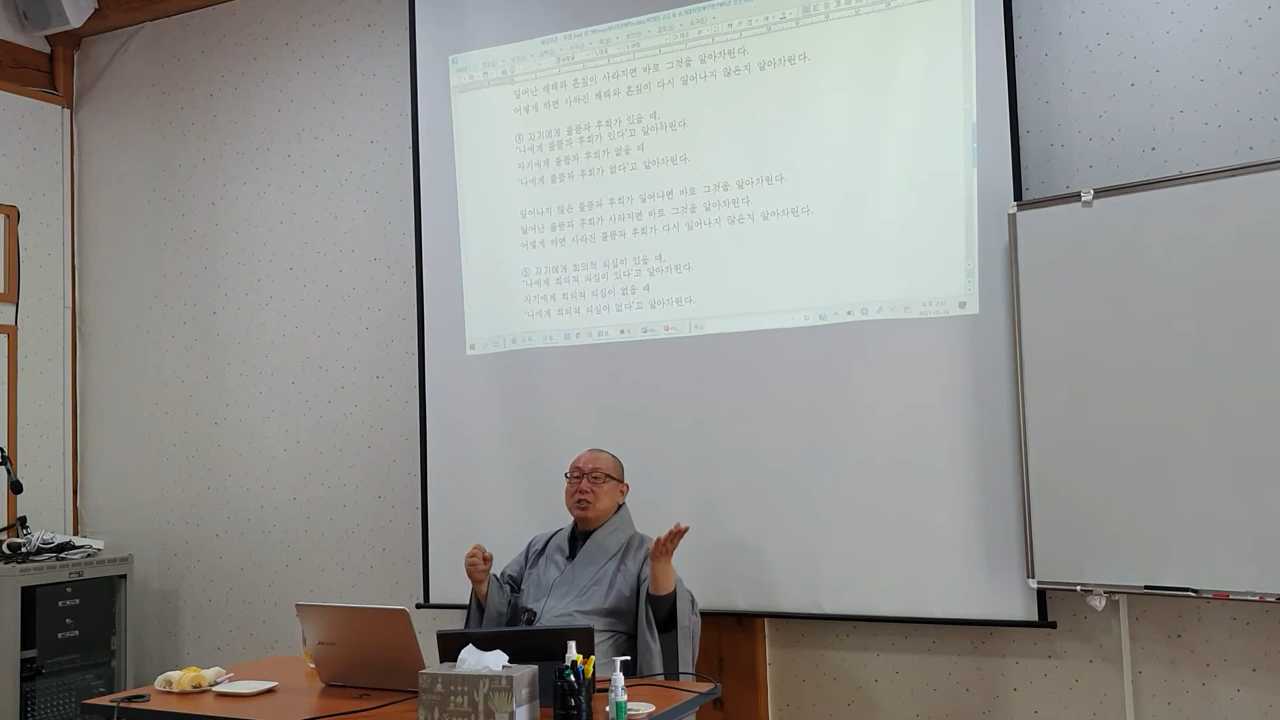 일어난 해태와 혼침이 사라지면 바로 그것을 알아차린다.
어떻게 하면 사라진 해태와 혼침이 다시 일어나지 않은지 알아차린다.
④ 자기에게 들뜸과 후회가 있을 때,
'나에게 들뜸과 후회가 있다'고 알아차린다.
자기에게 들뜸과 후회가 없을 때
'나에게 들뜸과 후회가 없다'고 알아차린다.
일어나지 않은 들뜸과 후회가 일어나면 바로 그것을 알아차린다.
일어난 들뜸과 후회가 사라지면 바로 그것을 알아차린다.
어떻게 하면 사라진 들뜸과 후회가 다시 일어나지 않은지 알아차린다.
⑤ 자기에게 회의적 의심이 있을 때,
'나에게 회의적 의심이 있다'고 알아차린다.
자기에게 회의적 의심이 없을 때
'나에게 회의적 의심이 없다'고 알아차린다.